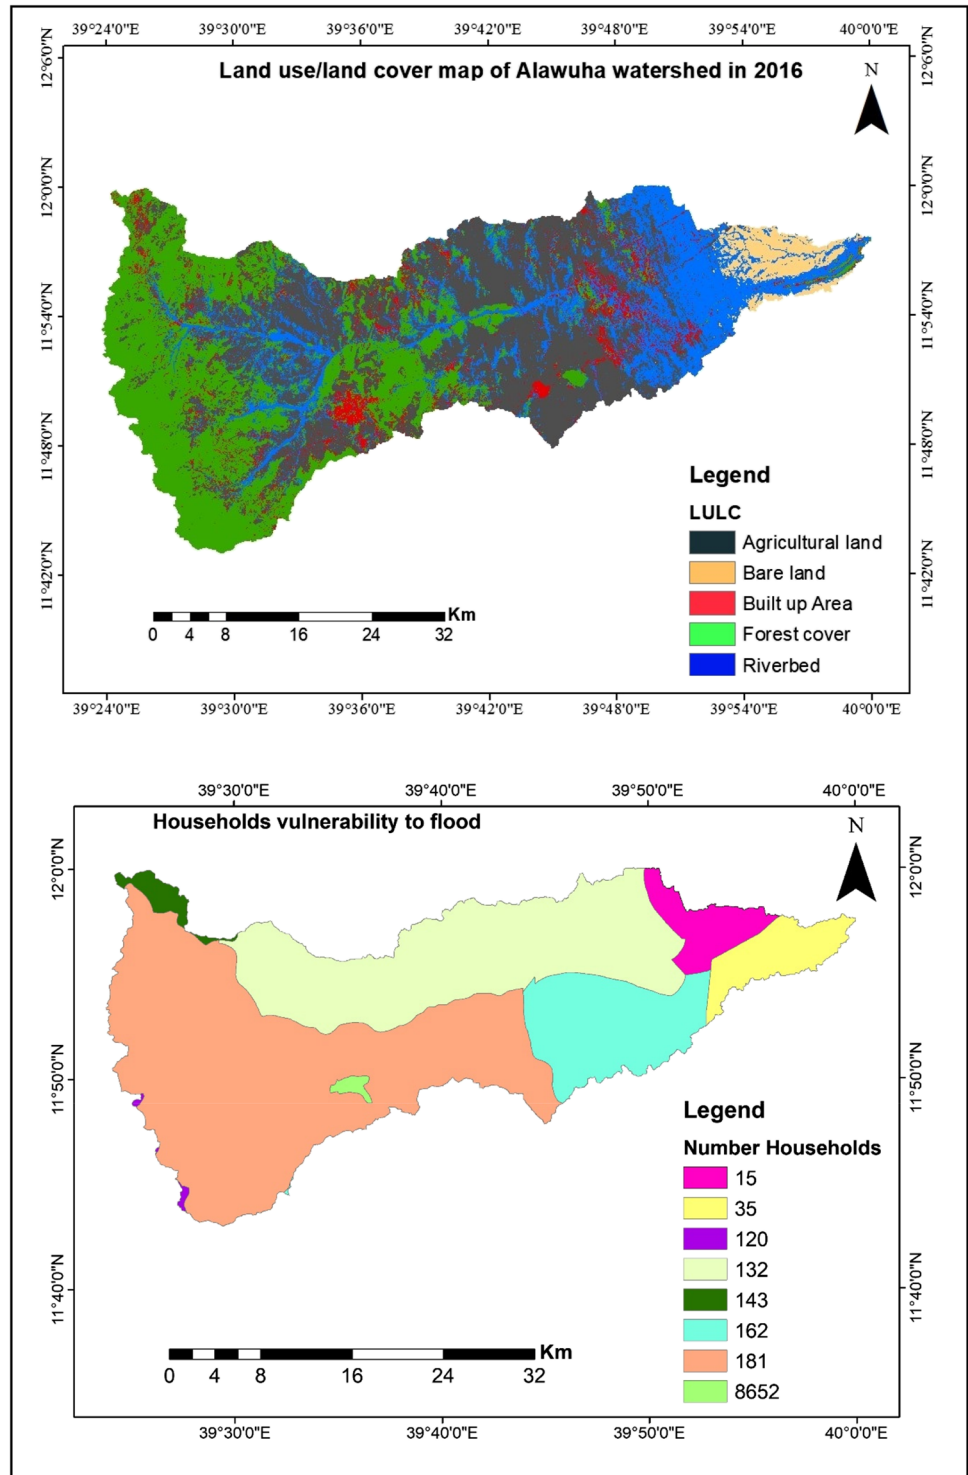 39°24'0"E 39°30'0"E 39°36'0"E 39°42'0"E 39°48'0"E 39°54'0"E 40°0'0"E
12°6'0"N
12°6'0"N
Land use/land cover map of Alawuha watershed in 2016
N
12°0'0"N
12°0'0"N
11°54'0"N
11°54'0"N
11°48'0"N
11°48'0"N
11°42'0"N
11°42'0"N
Legend
LULC
Agricultural land
Bare land
Built up Area
Forest cover
Riverbed
Km
0 4 8 16 24 32
39°24'0"E 39°30'0"E 39°36'0"E 39°42'0"E 39°48'0"E 39°54'0"E 40°0'0"E
39°30'0"E 39°40'0"E 39°50'0"E 40°0'0"E
Households vulnerability to flood
N
12°0'0"N
12°0'0"N
11°50'0"N
11°50'0"N
11°40'0"N
11°40'0"N
Legend
Number Households
15
35
120
132
143
162
181
8652
Km
0 4 8 16 24 32
39°30'0"E 39°40'0"E 39°50'0"E 40°0'0"E